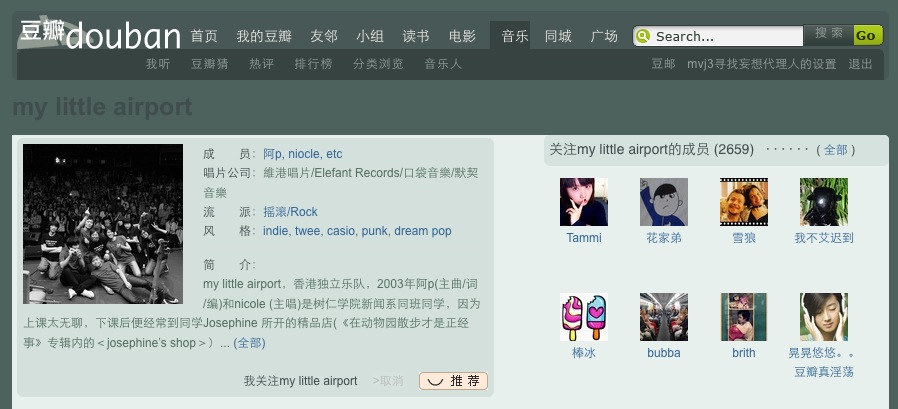 豆瓣douban
首页 我的豆瓣 友邻 小组 读书 电影 音乐 同城 广场
Search... 搜 索 Go
我听 豆瓣猜 热评 排行榜 分类浏览 音乐人
豆邮 mvj3寻找妄想代理人的设置 退出
my little airport
成 员: 阿p, niocle, etc
唱片公司: 維港唱片/Elefant Records/口袋音樂/默契
音樂
流 派: 摇滚/Rock
风 格: indie, twee, casio, punk, dream pop
简 介:
my little airport，香港独立乐队，2003年阿p(主曲/词
/编)和nicole (主唱)是树仁学院新闻系同班同学，因为
上课太无聊，下课后便经常到同学Josephine 所开的精品店(《在动物园散步才是正经
事》专辑内的＜josephine's shop＞）... (全部)
我关注my little airport >取消 推 荐
关注my little airport的成员 (2659) · · · · · · ( 全部 )
Tammi 花家弟 雪狼 我不艾迟到
棒冰 bubba brith 晃晃悠悠。。
豆瓣真淫荡